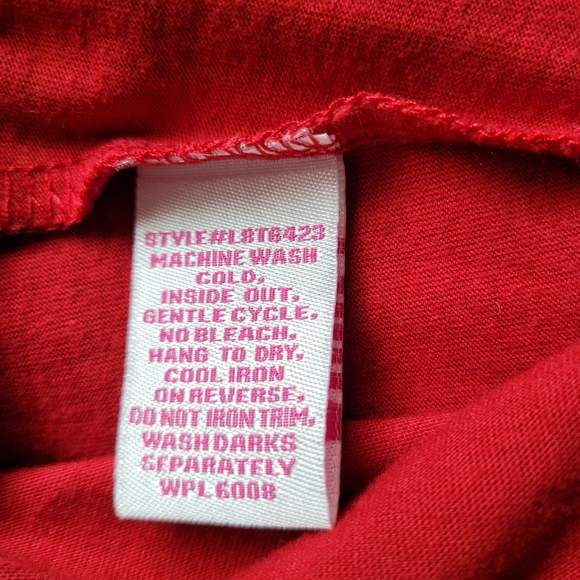 STYLE#L8T6423
MACHINE WASH
COLD,
INSIDE OUT,
GENTLE CYCLE,
NO BLEACH,
HANG TO DRY,
COOL IRON
ON REVERSE,
DO NOT IRON TRIM,
WASH DARKS
SEPARATELY
WPL 6008